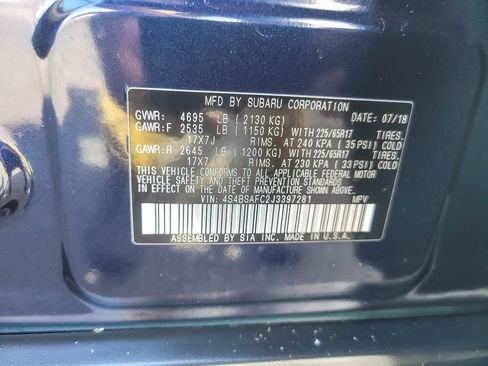 MFD BY SUBARU CORPORATION
GVWR: 4695 LB (2130 KG) DATE: 07/18
GAWR:F 2535 LB (1150 KG) WITH 225/65R17 TIRES.
17X7J RIMS. AT 240 KPA (35 PSI) COLD
GAWR:R 2645 LB (1200 KG) WITH 225/65R17 TIRES.
17X7J RIMS. AT 230 KPA (33 PSI) COLD
THIS VEHICLE CONFORMS TO ALL APPLICABLE FEDERAL MOTOR
VEHICLE SAFETY, BUMPER, AND THEFT PREVENTION
STANDARDS IN EFFECT ON THE DATE OF MANUFACTURE SHOWN ABOVE.
VIN: 4S4BSAFC2J3397281 MPV
ASSEMBLED BY SIA INC. MADE IN U.S.A.